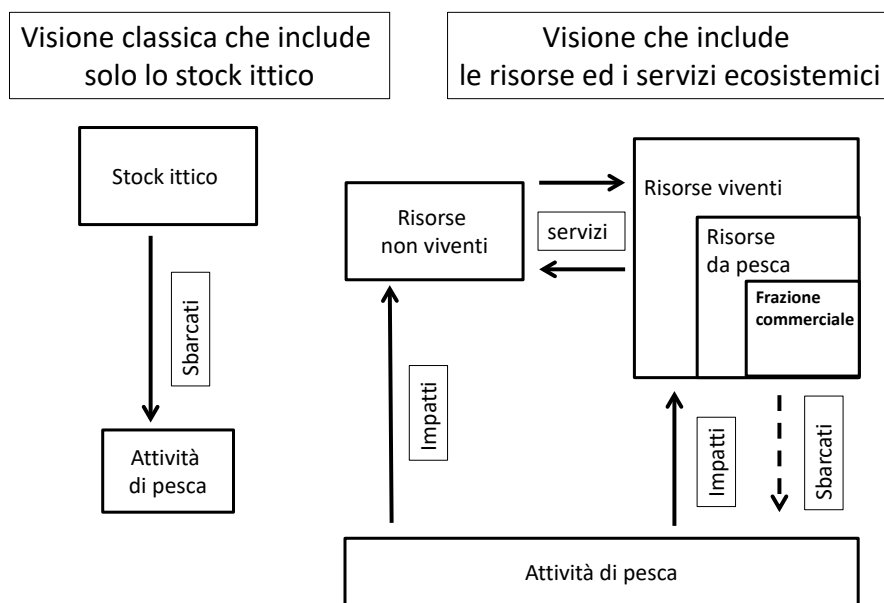 Visione classica che include
solo lo stock ittico
Visione che include
le risorse ed i servizi ecosistemici
Stock ittico
Sbarcati
Attività
di pesca
Risorse
non viventi
servizi
Risorse viventi
Risorse
da pesca
Frazione
commerciale
Impatti
Impatti
Sbarcati
Attività di pesca